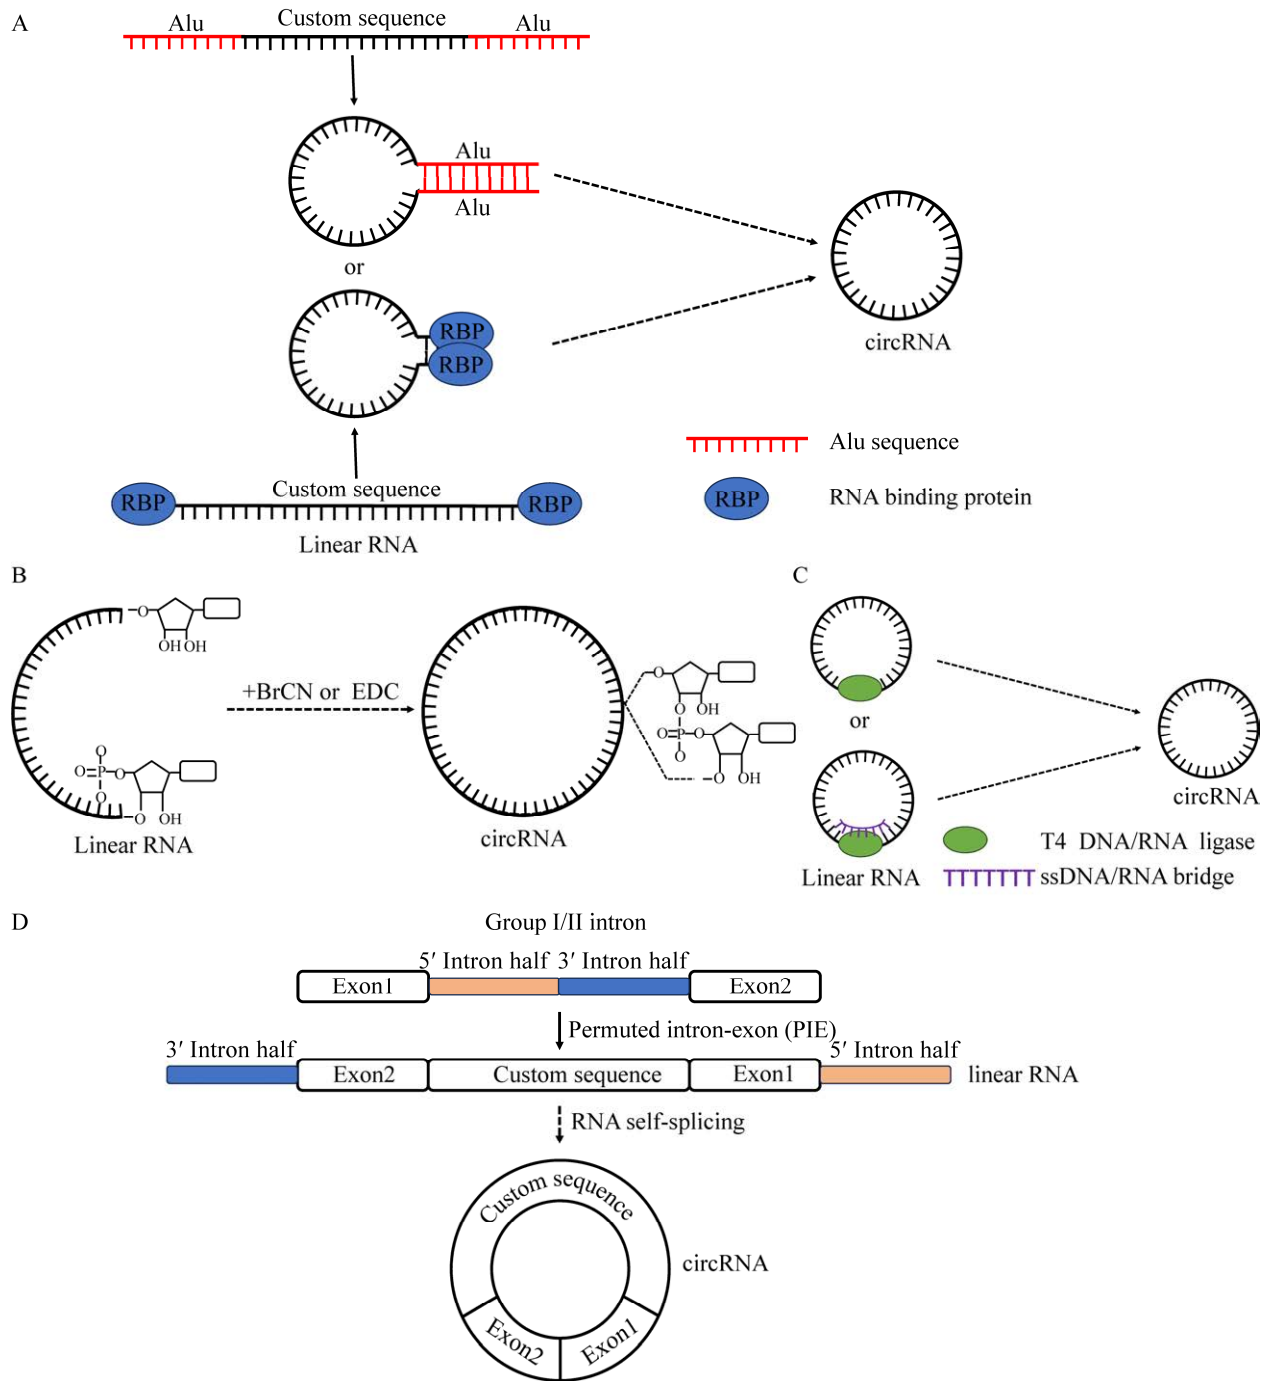 A
Alu Custom sequence Alu
Alu
Alu
or
RBP
RBP
circRNA
Alu sequence
RBP Custom sequence RBP
RBP RNA binding protein
Linear RNA
B
O
OH OH
+BrCN or EDC
O
O=P-O
O
O OH
Linear RNA
circRNA
O
O OH
O=P-O
O
O OH
C
or
circRNA
Linear RNA
T4 DNA/RNA ligase
ssDNA/RNA bridge
D
Group I/II intron
5′ Intron half 3′ Intron half
Exon1 Exon2
Permuted intron-exon (PIE)
3′ Intron half 5′ Intron half
Exon2 Custom sequence Exon1 linear RNA
RNA self-splicing
Custom sequence
circRNA
Exon2 Exon1